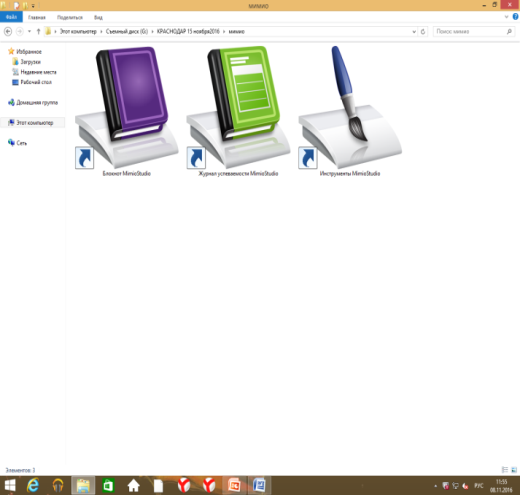 мимио
Файл Главная Поделиться Вид
Этот компьютер Съемный диск (G:) КРАСНОДАР 15 ноября2016 мимио
Поиск: мимио
Избранное
Загрузки
Недавние места
Рабочий стол
Домашняя группа
Этот компьютер
Сеть
Блокнот MimioStudio
Журнал успеваемости MimioStudio
Инструменты MimioStudio
Элементов: 3
РУС
11:55
08.11.2016